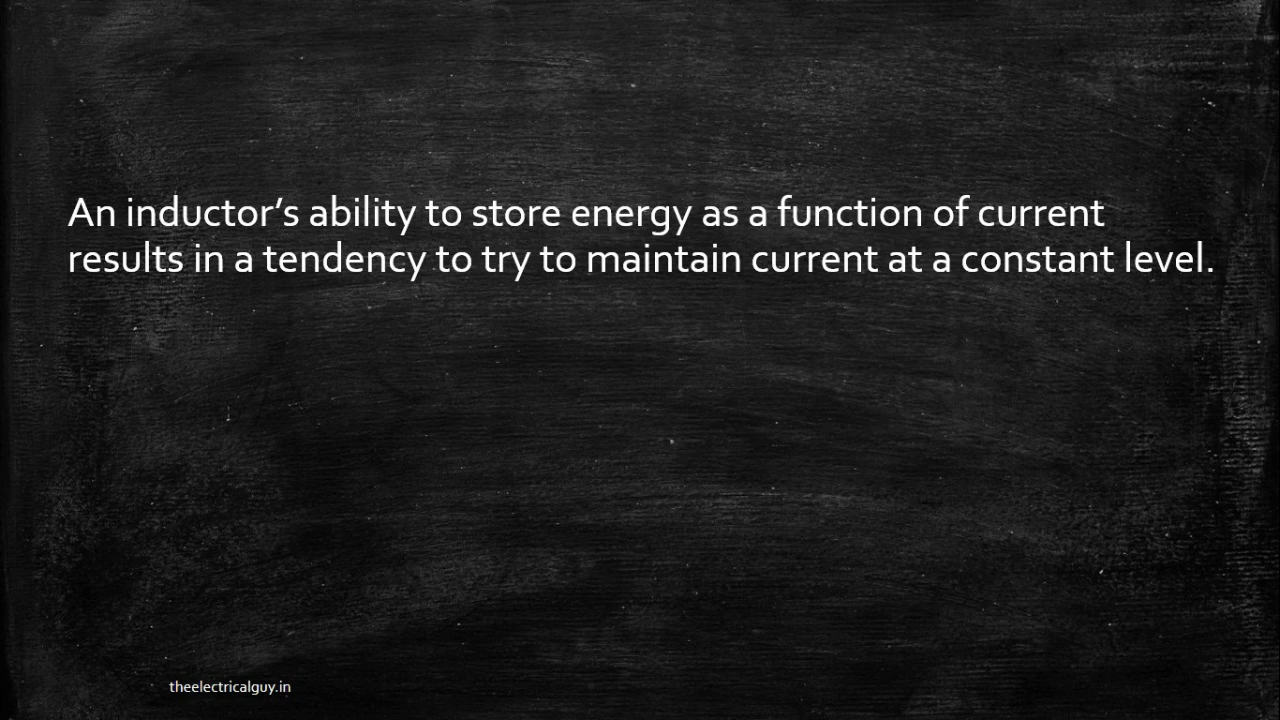 An inductor’s ability to store energy as a function of current
results in a tendency to try to maintain current at a constant level.
theelectricalguy.in